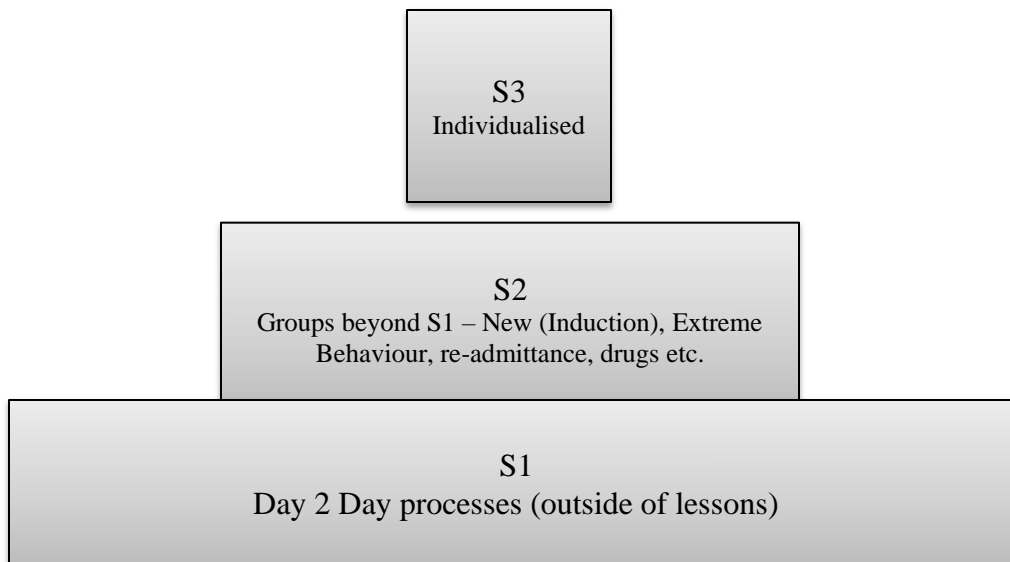 S3
Individualised
S2
Groups beyond S1 – New (Induction), Extreme
Behaviour, re-admittance, drugs etc.
S1
Day 2 Day processes (outside of lessons)